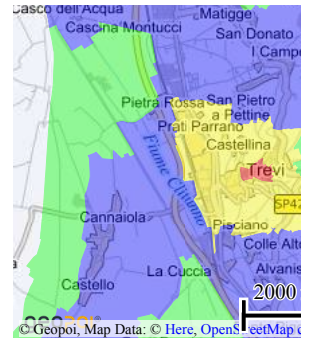 Casco dell'Acqua
Matigge
Cascina Montucci
San Donato
I Campo
Pietra Rossa
San Pietro
a Pettine
Prati Parrano
Castellina
Fiume Clitunno
Trevi
SP42
Cannaiola
Pisciano
Colle Alto
La Cuccia
Alvanis
Castello
2000
© Geopoi, Map Data: © Here, OpenStreetMap c